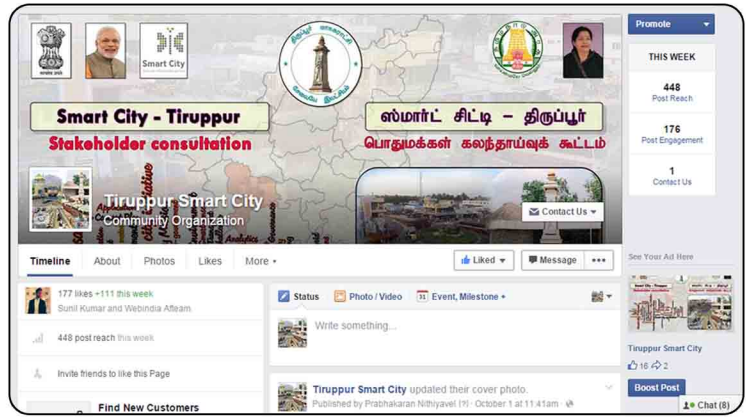 Smart City
திருப்பூர் மாநகராட்சி
Promote
THIS WEEK
448
Post Reach
176
Post Engagement
1
Contact Us
Smart City - Tiruppur
ஸ்மார்ட் சிட்டி – திருப்பூர்
Stakeholder consultation
பொதுமக்கள் கலந்தாய்வுக் கூட்டம்
Tiruppur Smart City
Community Organization
Contact Us
Timeline About Photos Likes More
Liked Message
See Your Ad Here
177 likes +111 this week
Sunil Kumar and Webindia Afteam
448 post reach this week
Invite friends to like this Page
Find New Customers
Status Photo / Video 31 Event, Milestone +
Write something...
Tiruppur Smart City updated their cover photo.
Published by Prabhakaran Nithiyavel [?] · October 1 at 11:41am ·
Tiruppur Smart City
16 2
Boost Post
Chat (8)